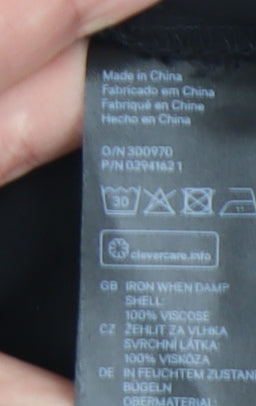 Made in China
Fabricado em China
Fabriqué en Chine
Hecho en China
O/N 300970
P/N 02941621
30
clevercare.info
GB IRON WHEN DAMP
SHELL:
100% VISCOSE
CZ ŽEHLIT ZA VLHKA
SVRCHNÍ LÁTKA:
100% VISKÓZA
DE IN FEUCHTEM ZUSTAN
BÜGELN
OBERMATERIAL: